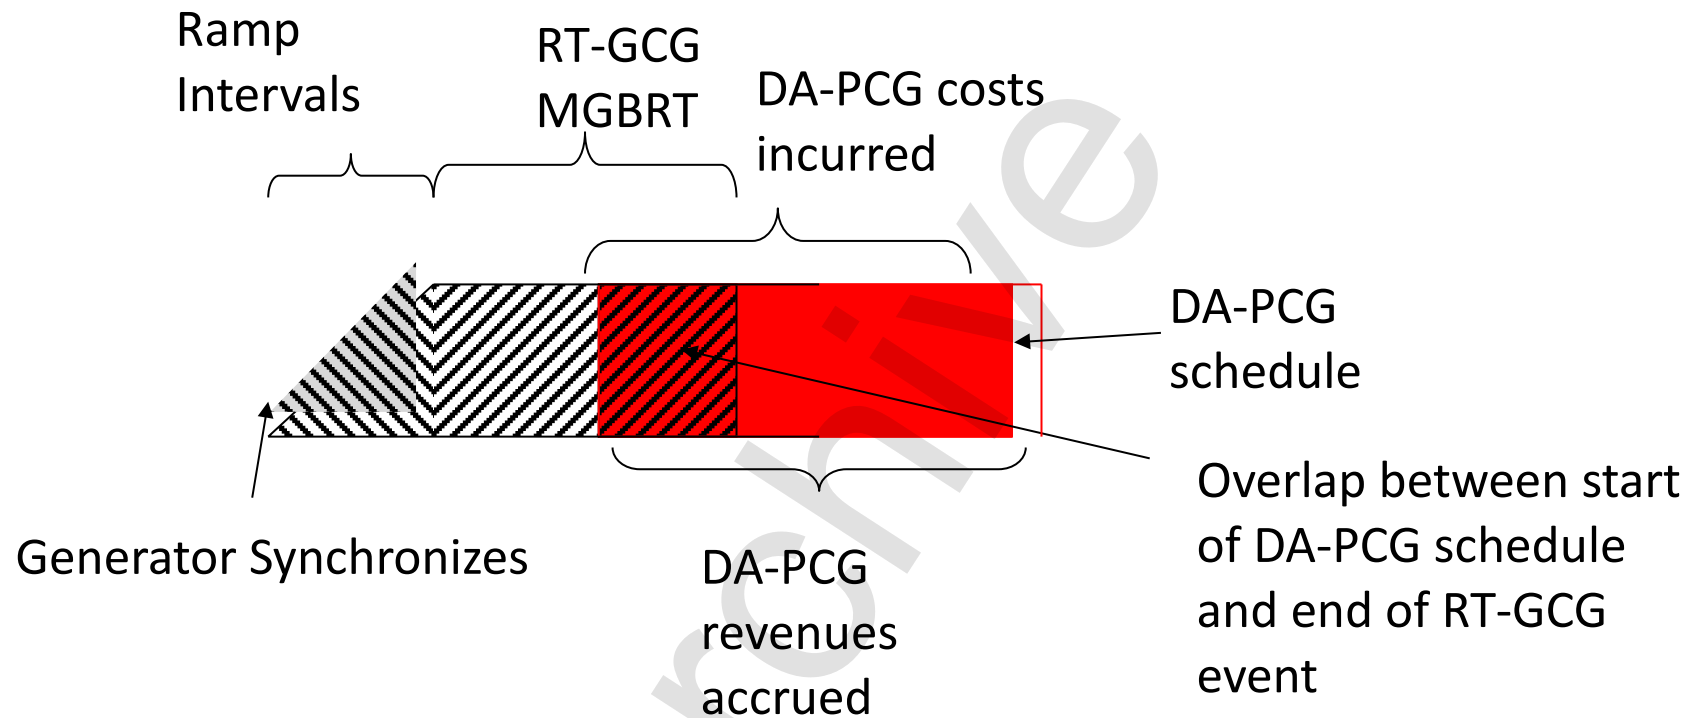 Ramp
Intervals
RT-GCG
MGBRT
DA-PCG costs
incurred
DA-PCG
schedule
Generator Synchronizes
DA-PCG
revenues
accrued
Overlap between start
of DA-PCG schedule
and end of RT-GCG
event
rchive